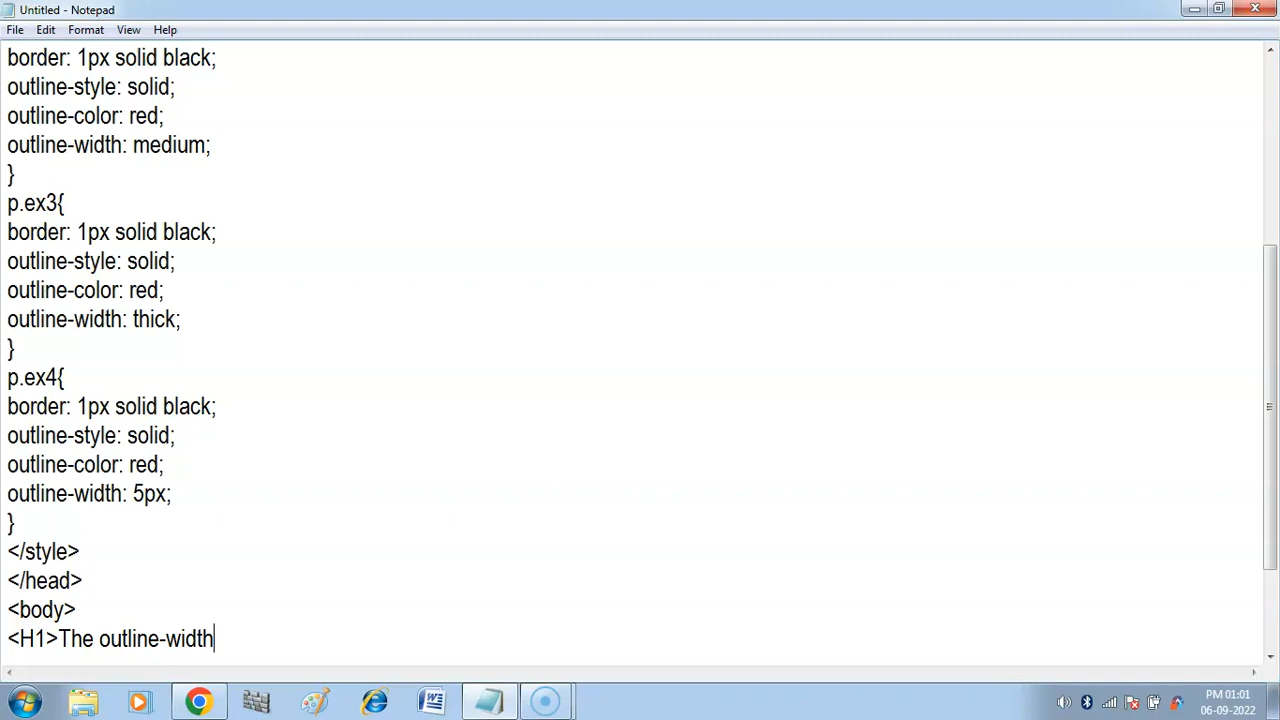 Untitled - Notepad
File Edit Format View Help
border: 1px solid black;
outline-style: solid;
outline-color: red;
outline-width: medium;
}
p.ex3{
border: 1px solid black;
outline-style: solid;
outline-color: red;
outline-width: thick;
}
p.ex4{
border: 1px solid black;
outline-style: solid;
outline-color: red;
outline-width: 5px;
}
</style>
</head>
<body>
<H1>The outline-width
PM 01:01
06-09-2022